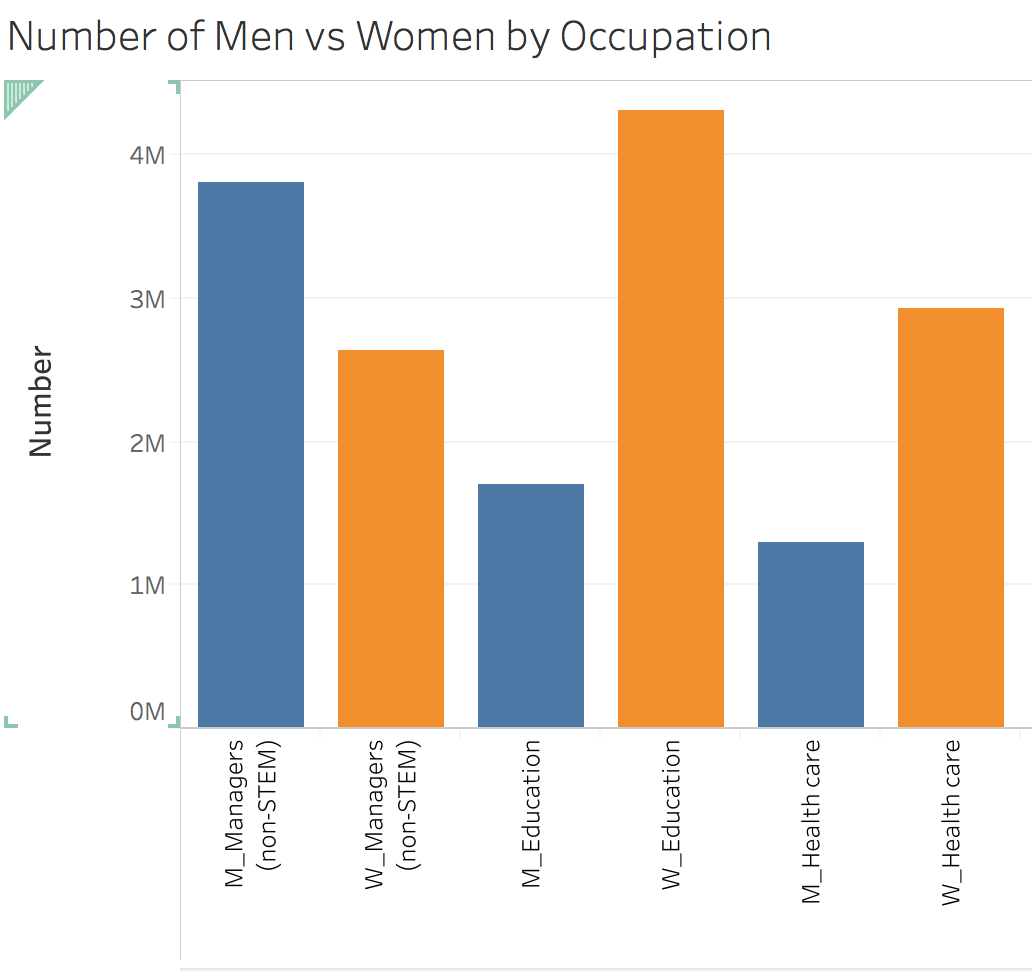 Number of Men vs Women by Occupation
Number
4M
3M
2M
1M
0M
M_Managers
(non-STEM)
W_Managers
(non-STEM)
M_Education
W_Education
M_Health care
W_Health care